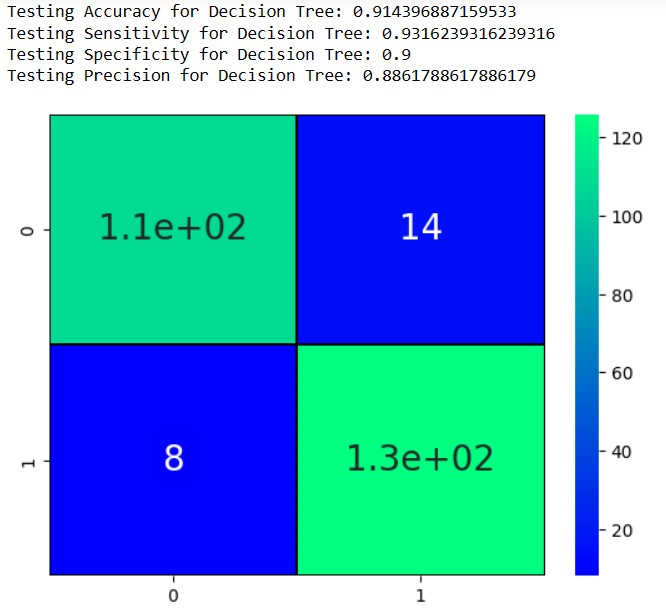 Testing Accuracy for Decision Tree: 0.914396887159533
Testing Sensitivity for Decision Tree: 0.9316239316239316
Testing Specificity for Decision Tree: 0.9
Testing Precision for Decision Tree: 0.8861788617886179
120
0 1.1e+02 14
100
80
60
1 8 1.3e+02
40
20
0 1